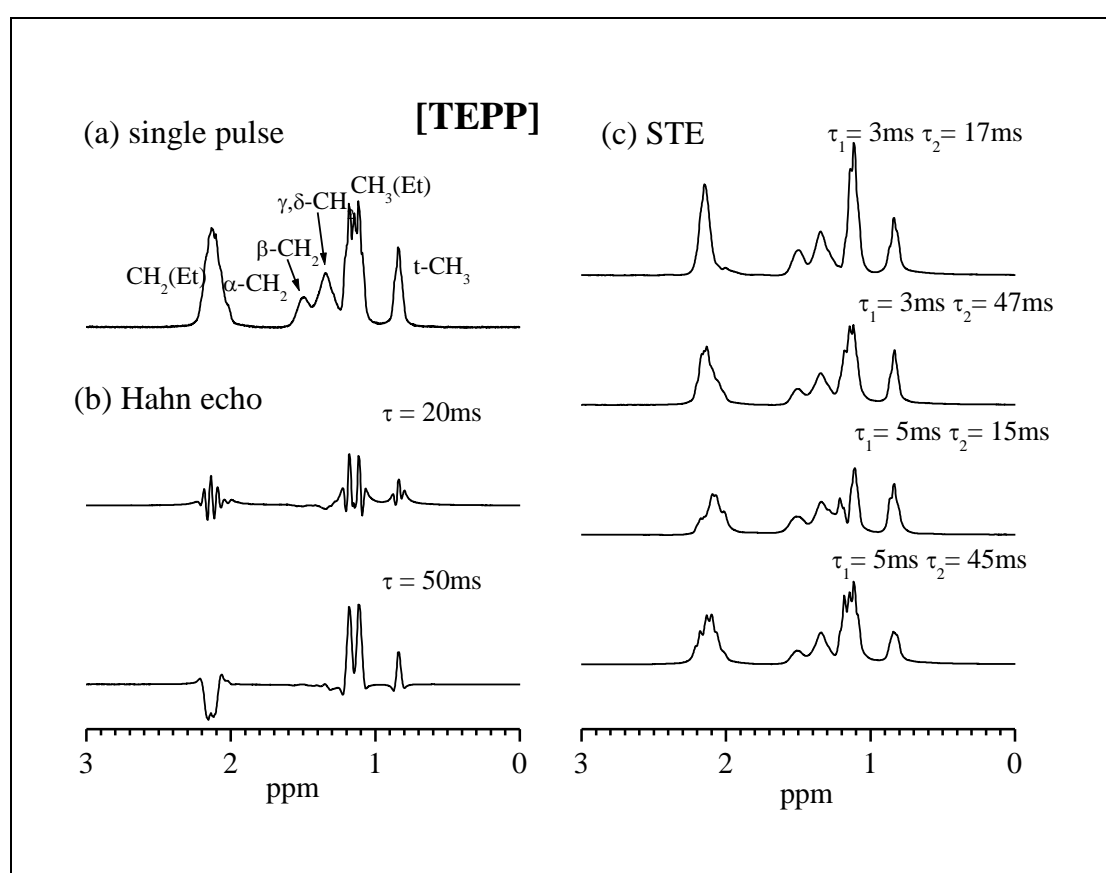 [TEPP]
(a) single pulse
CH₃(Et)
γ,δ-CH₂
β-CH₂
CH₂(Et)
α-CH₂
t-CH₃
(b) Hahn echo
τ = 20ms
τ = 50ms
3 2 1 0
ppm
(c) STE
τ₁= 3ms τ₂= 17ms
τ₁= 3ms τ₂= 47ms
τ₁= 5ms τ₂= 15ms
τ₁= 5ms τ₂= 45ms
3 2 1 0
ppm